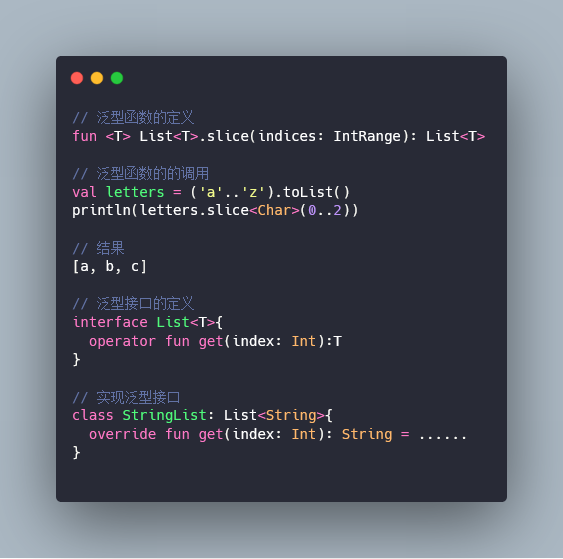 // 泛型函数的定义
fun <T> List<T>.slice(indices: IntRange): List<T>
// 泛型函数的的调用
val letters = ('a'..'z').toList()
println(letters.slice<Char>(0..2))
// 结果
[a, b, c]
// 泛型接口的定义
interface List<T>{
  operator fun get(index: Int):T
}
// 实现泛型接口
class StringList: List<String>{
  override fun get(index: Int): String = ......
}